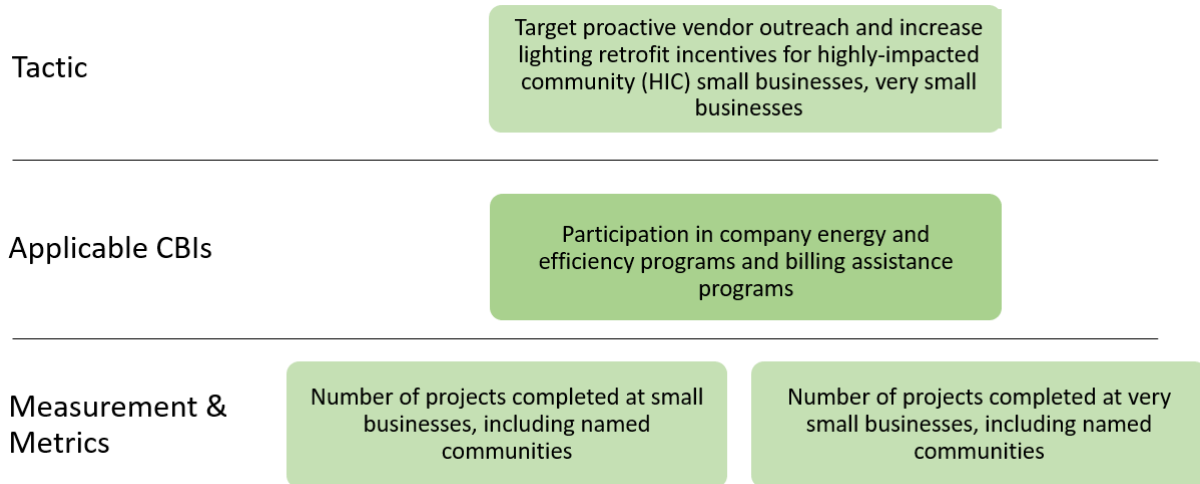 Tactic
Target proactive vendor outreach and increase
lighting retrofit incentives for highly-impacted
community (HIC) small businesses, very small
businesses
Applicable CBIs
Participation in company energy and
efficiency programs and billing assistance
programs
Measurement &
Metrics
Number of projects completed at small
businesses, including named
communities
Number of projects completed at very
small businesses, including named
communities